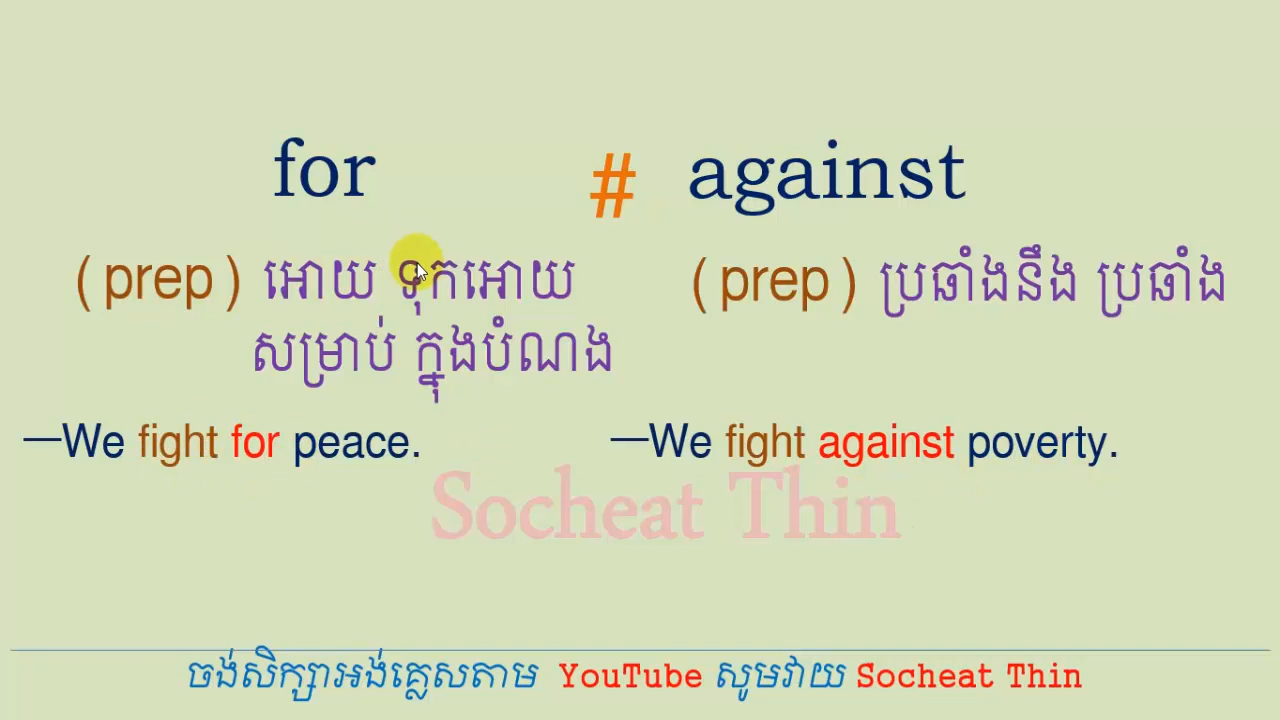 for # against
(prep) អោយ ទុកអោយ
សម្រាប់ ក្នុងបំណង
(prep) ប្រឆាំងនឹង ប្រឆាំង
—We fight for peace.
—We fight against poverty.
Socheat Thin
ចង់សិក្សាអង់គ្លេសតាម YouTube សូមវាយ Socheat Thin